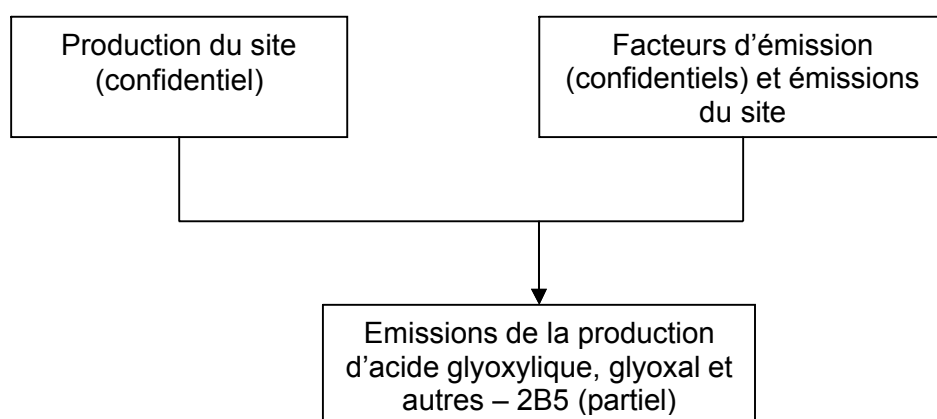 Production du site
(confidentiel)
Facteurs d’émission
(confidentiels) et émissions
du site
Emissions de la production
d’acide glyoxylique, glyoxal et
autres – 2B5 (partiel)